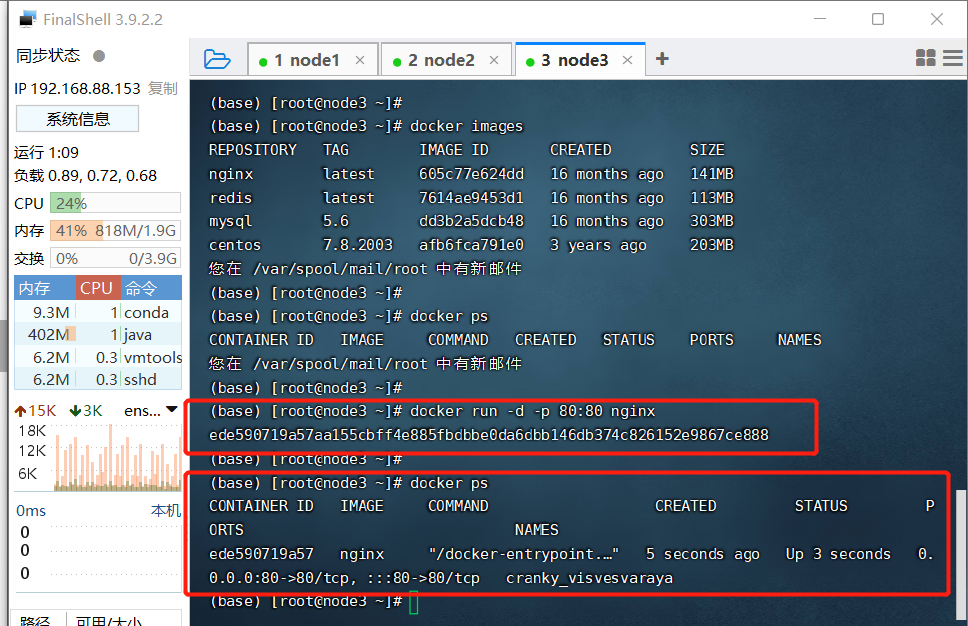 FinalShell 3.9.2.2
同步状态
IP 192.168.88.153 复制
系统信息
运行 1:09
负载 0.89, 0.72, 0.68
CPU 24%
内存 41% 818M/1.9G
交换 0% 0/3.9G
内存 CPU 命令
9.3M 1 conda
402M 1 java
6.2M 0.3 vmtools
6.2M 0.3 sshd
15K 3K ens...
18K
12K
6K
0ms 本机
0
0
0
路径 可用/大小
1 node1
2 node2
3 node3
(base) [root@node3 ~]#
(base) [root@node3 ~]# docker images
REPOSITORY TAG IMAGE ID CREATED SIZE
nginx latest 605c77e624dd 16 months ago 141MB
redis latest 7614ae9453d1 16 months ago 113MB
mysql 5.6 dd3b2a5dcb48 16 months ago 303MB
centos 7.8.2003 afb6fca791e0 3 years ago 203MB
您在 /var/spool/mail/root 中有新邮件
(base) [root@node3 ~]#
(base) [root@node3 ~]# docker ps
CONTAINER ID IMAGE COMMAND CREATED STATUS PORTS NAMES
您在 /var/spool/mail/root 中有新邮件
(base) [root@node3 ~]#
(base) [root@node3 ~]# docker run -d -p 80:80 nginx
ede590719a57aa155cbff4e885fbdbbe0da6dbb146db374c826152e9867ce888
(base) [root@node3 ~]#
(base) [root@node3 ~]# docker ps
CONTAINER ID IMAGE COMMAND CREATED STATUS P
ORTS NAMES
ede590719a57 nginx "/docker-entrypoint.…" 5 seconds ago Up 3 seconds 0.
0.0.0:80->80/tcp, :::80->80/tcp cranky_visvesvaraya
(base) [root@node3 ~]#